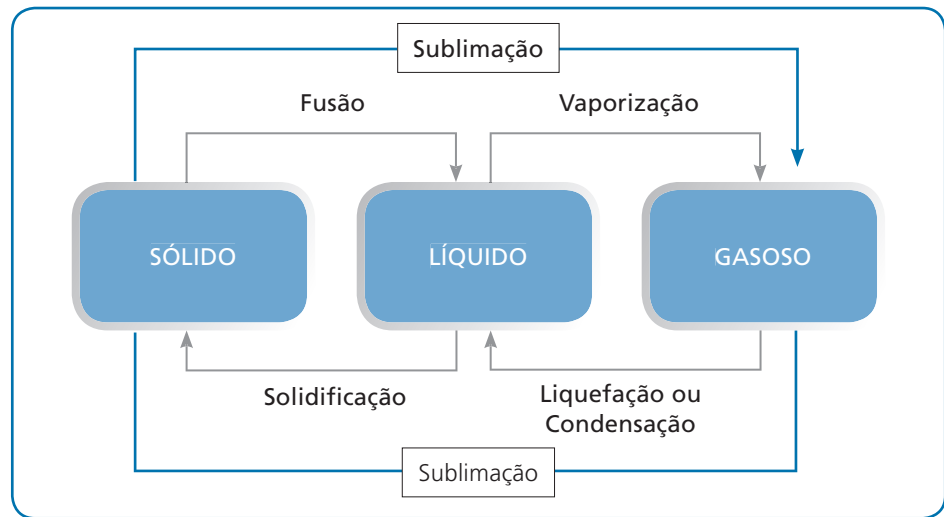 Sublimação
Fusão
Vaporização
SÓLIDO
LÍQUIDO
GASOSO
Solidificação
Liquefação ou
Condensação
Sublimação